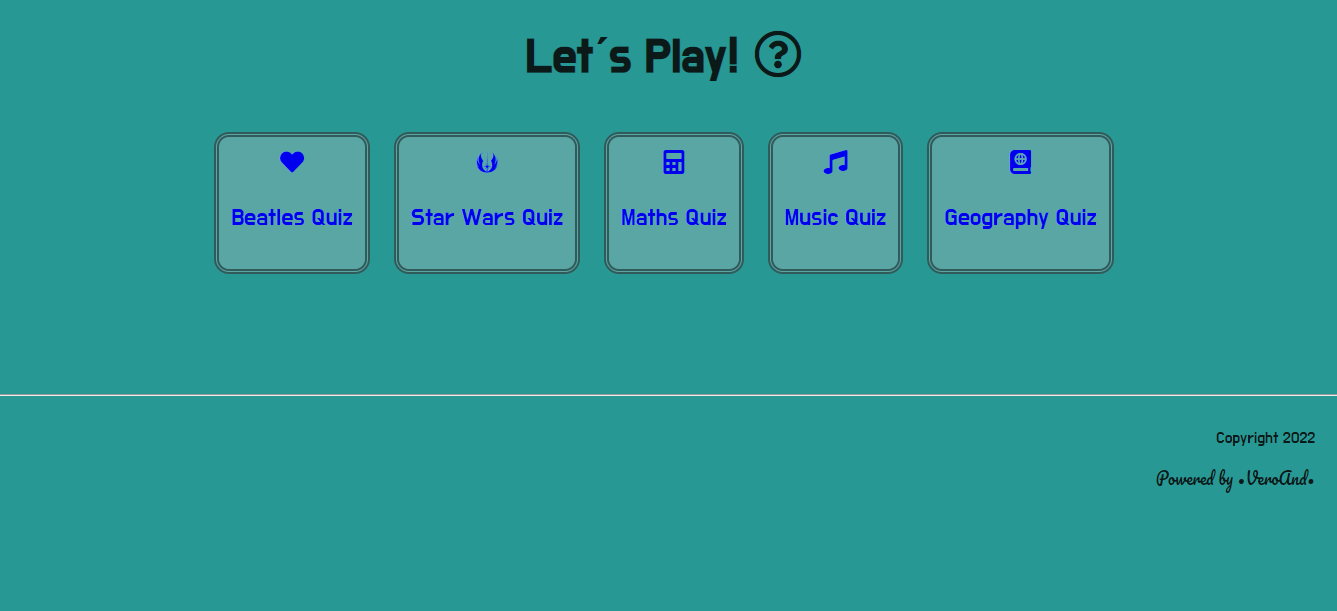 Let´s Play!
Beatles Quiz
Star Wars Quiz
Maths Quiz
Music Quiz
Geography Quiz
Copyright 2022
Powered by •VeroAnd•